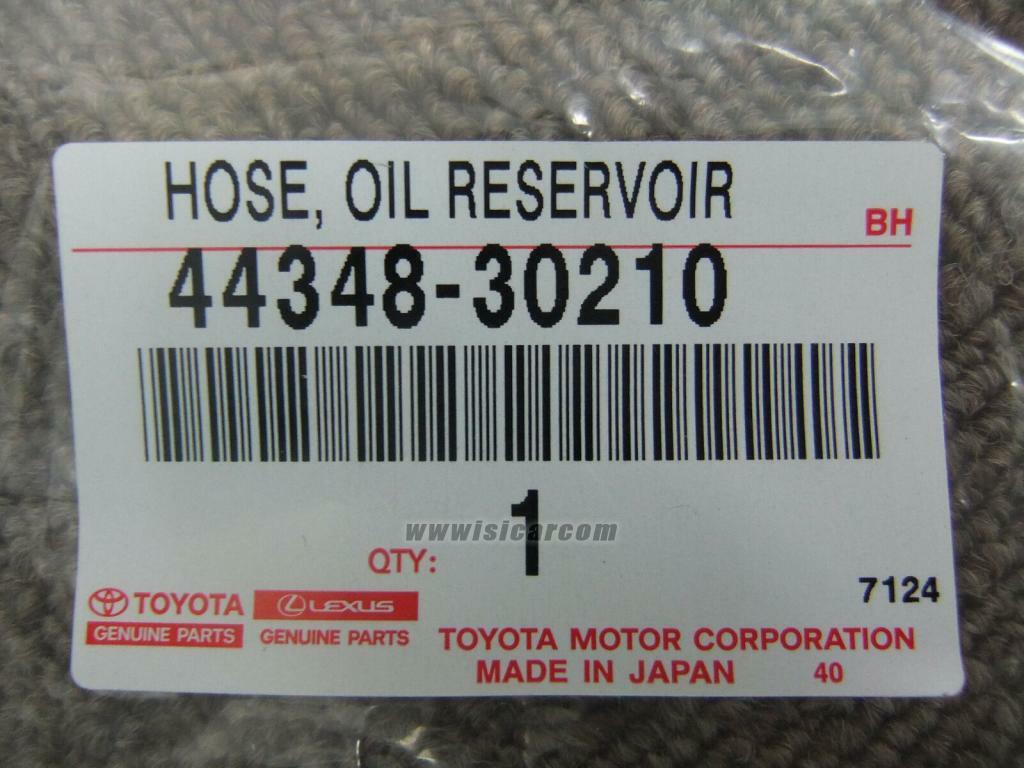 HOSE, OIL RESERVOIR
BH
44348-30210
1
wwwisicarcom
QTY:
7124
TOYOTA
GENUINE PARTS
LEXUS
GENUINE PARTS
TOYOTA MOTOR CORPORATION
MADE IN JAPAN 40